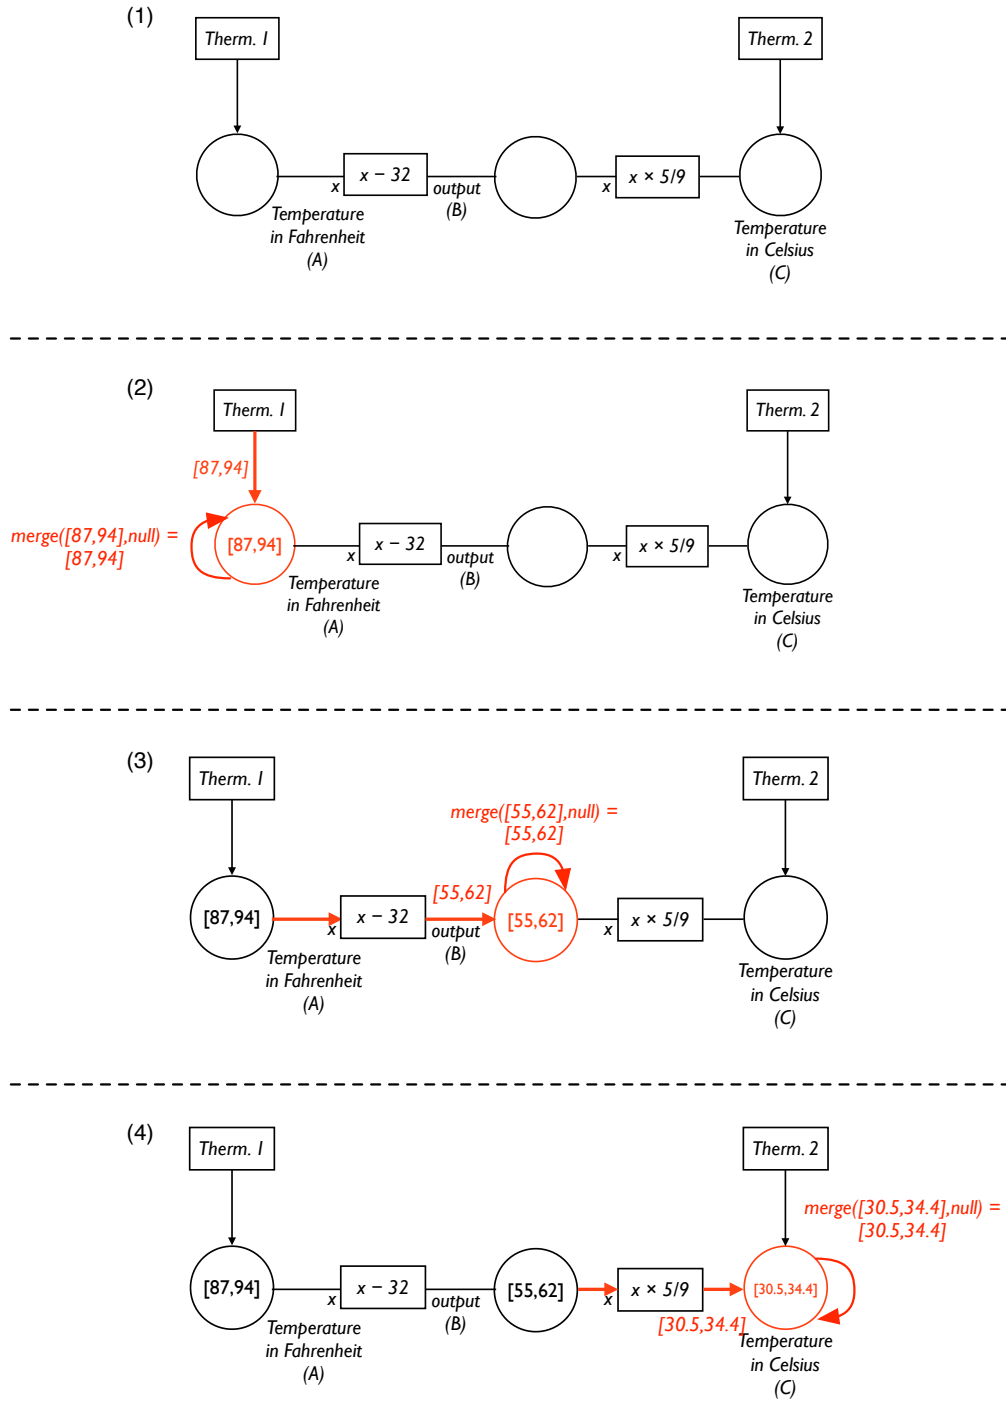 (1)
Therm. 1
Therm. 2
x − 32
x × 5/9
x
output
(B)
x
Temperature
in Fahrenheit
(A)
Temperature
in Celsius
(C)
(2)
Therm. 1
Therm. 2
[87,94]
merge([87,94],null) =
[87,94]
[87,94]
x − 32
x × 5/9
x
output
(B)
x
Temperature
in Fahrenheit
(A)
Temperature
in Celsius
(C)
(3)
Therm. 1
Therm. 2
merge([55,62],null) =
[55,62]
[55,62]
[87,94]
x − 32
[55,62]
x × 5/9
x
output
(B)
x
Temperature
in Fahrenheit
(A)
Temperature
in Celsius
(C)
(4)
Therm. 1
Therm. 2
merge([30.5,34.4],null) =
[30.5,34.4]
[87,94]
x − 32
[55,62]
x × 5/9
[30.5,34.4]
x
output
(B)
x
[30.5,34.4]
Temperature
in Fahrenheit
(A)
Temperature
in Celsius
(C)